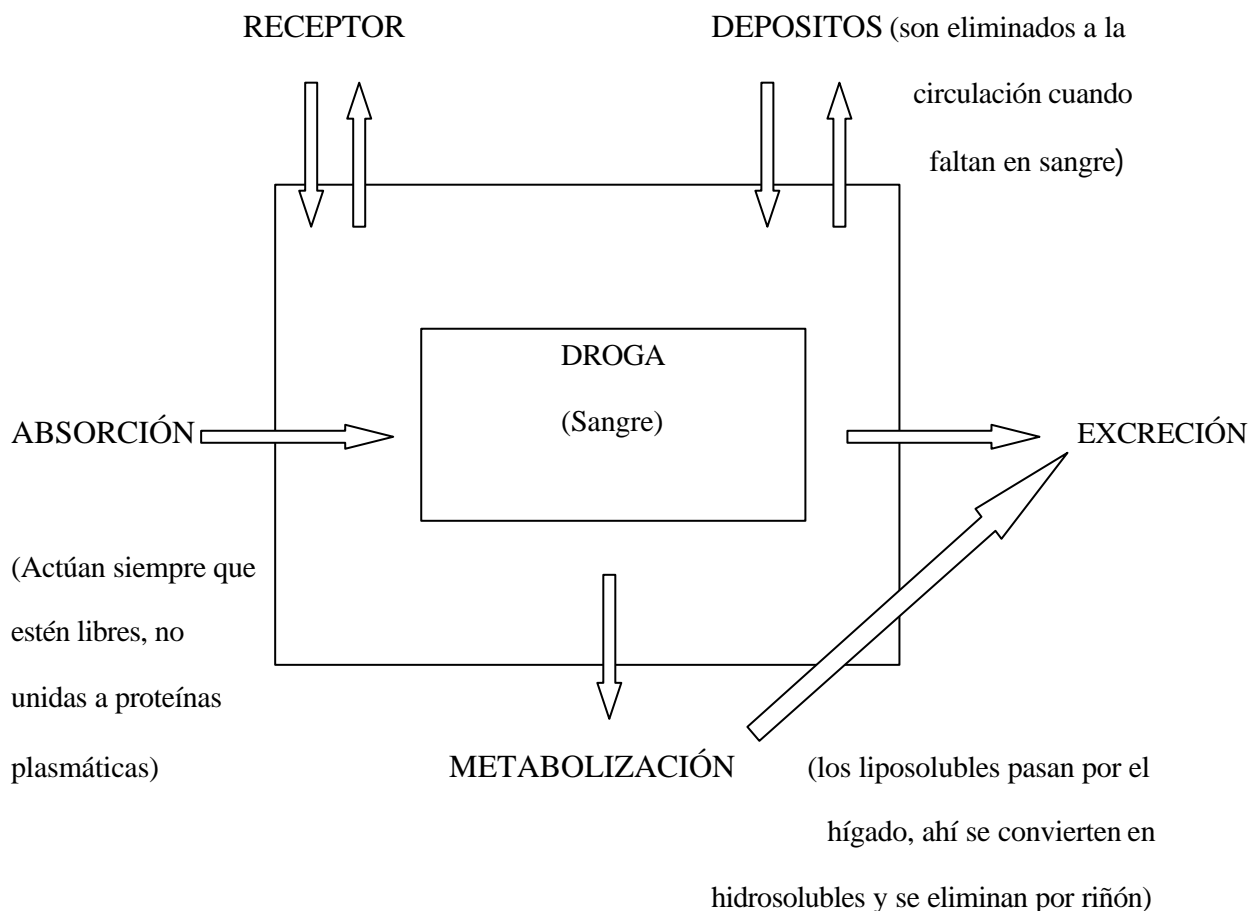 RECEPTOR
DEPOSITOS (son eliminados a la
circulación cuando
faltan en sangre)
DROGA
(Sangre)
ABSORCIÓN
EXCRECIÓN
(Actúan siempre que
estén libres, no
unidas a proteínas
plasmáticas)
METABOLIZACIÓN
(los liposolubles pasan por el
hígado, ahí se convierten en
hidrosolubles y se eliminan por riñón)